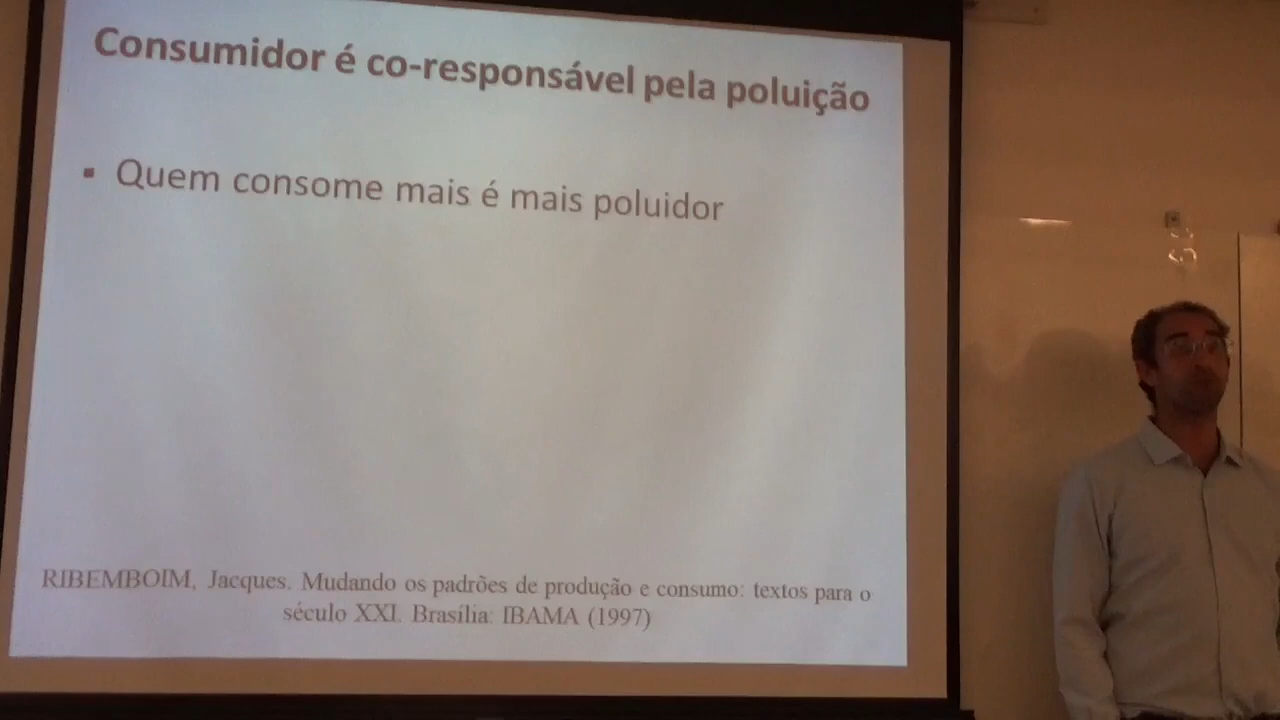 Consumidor é co-responsável pela poluição
▪ Quem consome mais é mais poluidor
RIBEMBOIM, Jacques. Mudando os padrões de produção e consumo: textos para o
século XXI. Brasília: IBAMA (1997)